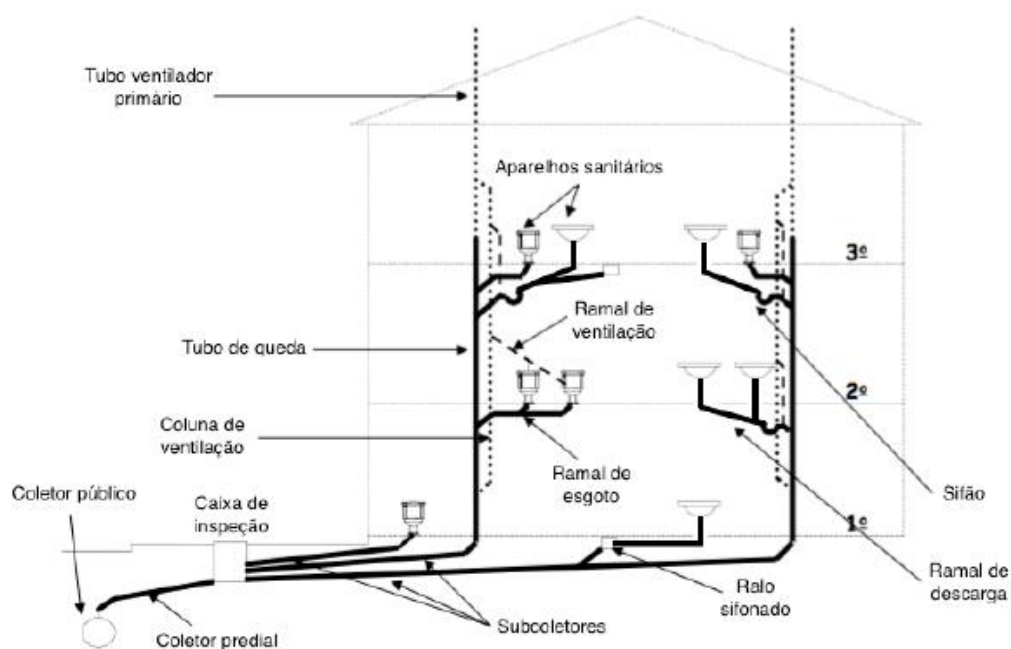 Tubo ventilador
primário
Aparelhos sanitários
3º
Ramal de
ventilação
Tubo de queda
2º
Coluna de
ventilação
Ramal de
esgoto
Coletor público
Caixa de
inspeção
Sifão
1º
Ralo
sifonado
Ramal de
descarga
Coletor predial
Subcoletores